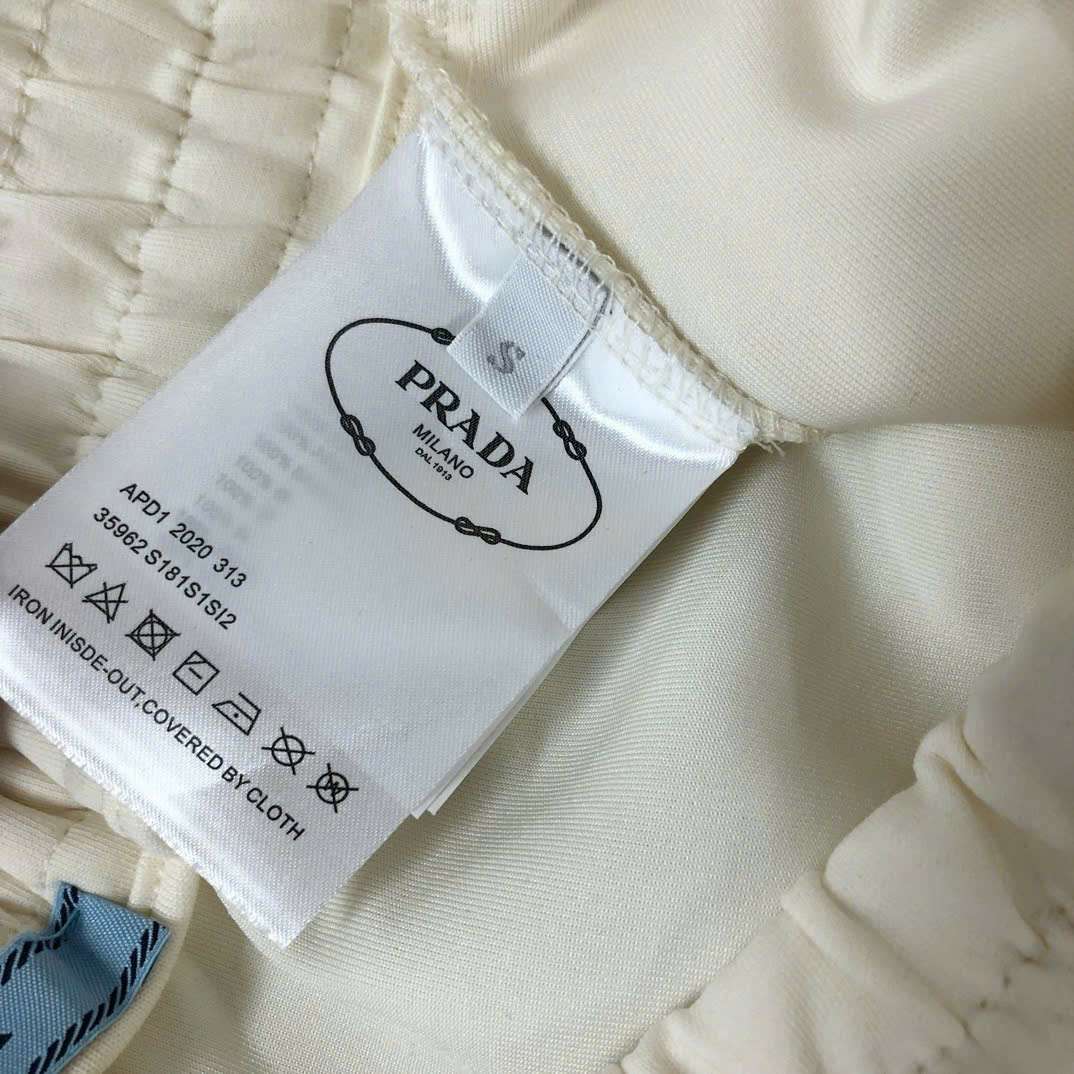 S
PRADA
MILANO
DAL 1913
APD1 2020 313
35962 S181S1SI2
IRON INISDE-OUT,COVERED BY CLOTH